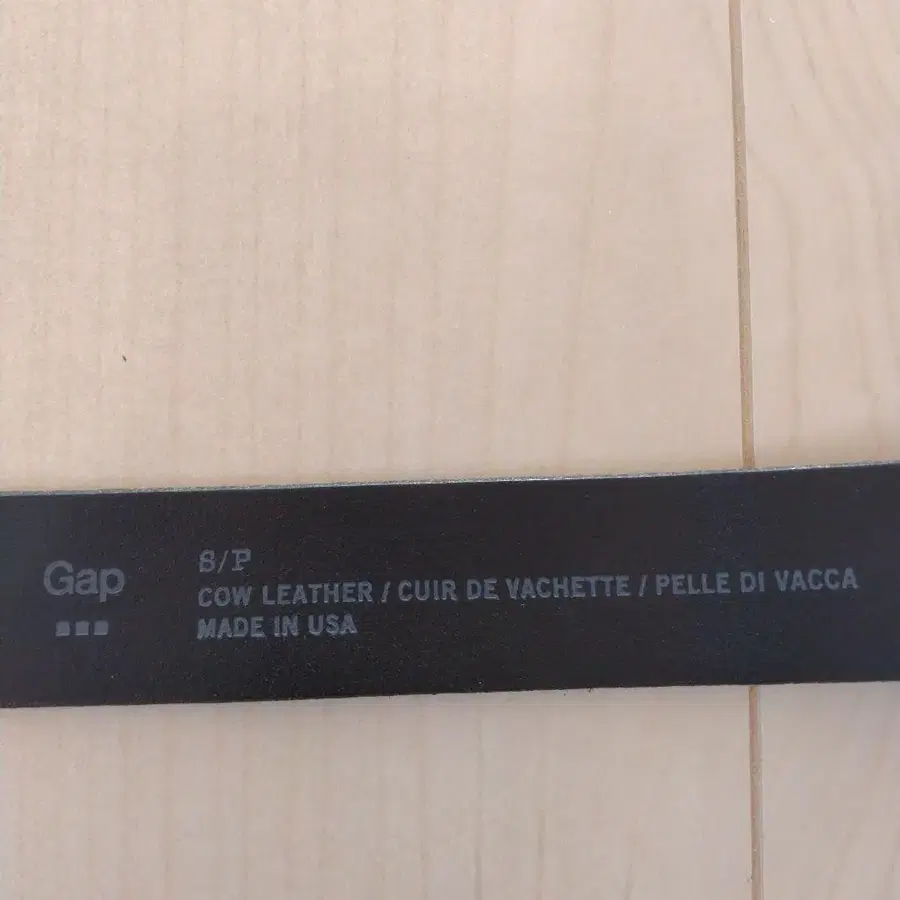 Gap
S/P
COW LEATHER / CUIR DE VACHETTE / PELLE DI VACCA
MADE IN USA